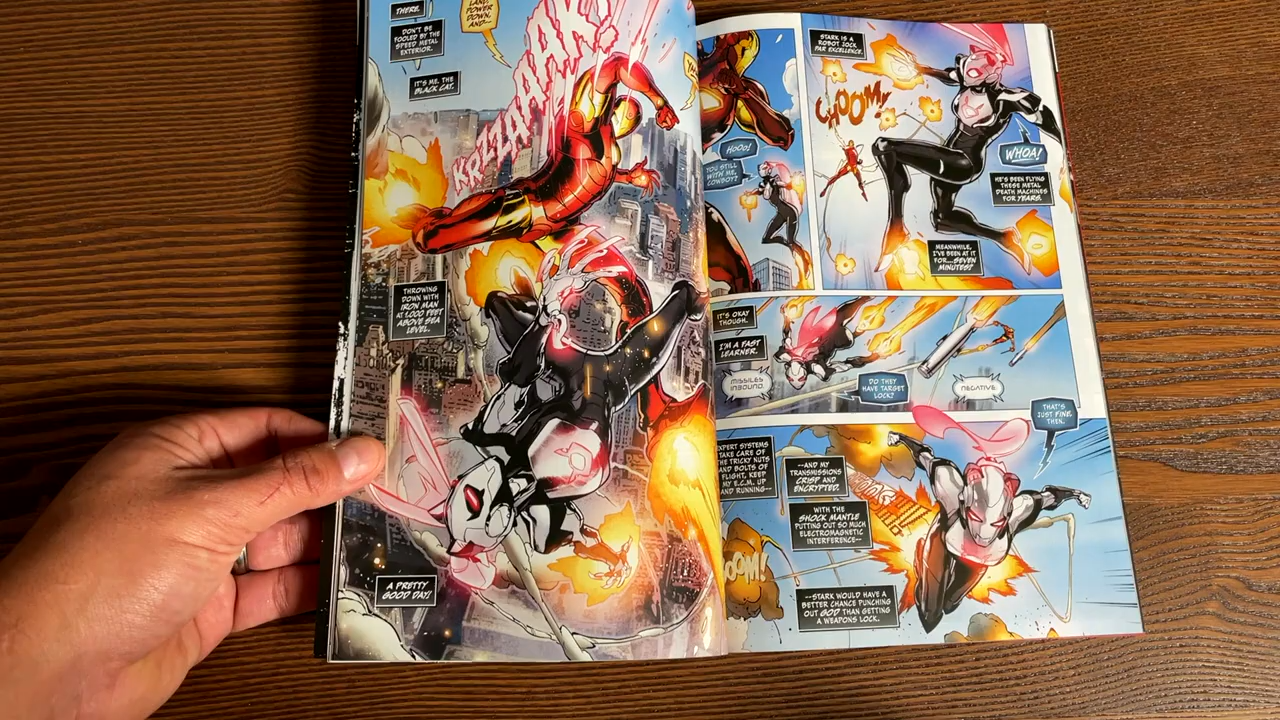 THERE.
DON'T BE
FOOLED BY THE
SPEED METAL
EXTERIOR.
IT'S ME. THE
BLACK CAT.
LAND,
POWER
DOWN,
AND--
KRZZAAAAK!
THROWING
DOWN WITH
IRON MAN
AT 1,000 FEET
ABOVE SEA
LEVEL.
A PRETTY
GOOD DAY!
HOOO!
YOU STILL
WITH ME,
COWBOY?
STARK IS A
ROBOT JOCK
PAR EXCELLENCE.
CHOOM!
WHOA!
HE'S BEEN FLYING
THESE METAL
DEATH MACHINES
FOR YEARS.
MEANWHILE,
I'VE BEEN AT IT
FOR...SEVEN
MINUTES?
IT'S OKAY
THOUGH.
I'M A FAST
LEARNER.
MISSILES
INBOUND.
DO THEY
HAVE TARGET
LOCK?
NEGATIVE.
THAT'S
JUST FINE,
THEN.
EXPERT SYSTEMS
TAKE CARE OF
THE TRICKY NUTS
AND BOLTS OF
FLIGHT, KEEP
MY E.C.M. UP
AND RUNNING--
--AND MY
TRANSMISSIONS
CRISP AND
ENCRYPTED.
WITH THE
SHOCK MANTLE
PUTTING OUT SO MUCH
ELECTROMAGNETIC
INTERFERENCE--
--STARK WOULD HAVE A
BETTER CHANCE PUNCHING
OUT GOD THAN GETTING
A WEAPONS LOCK.